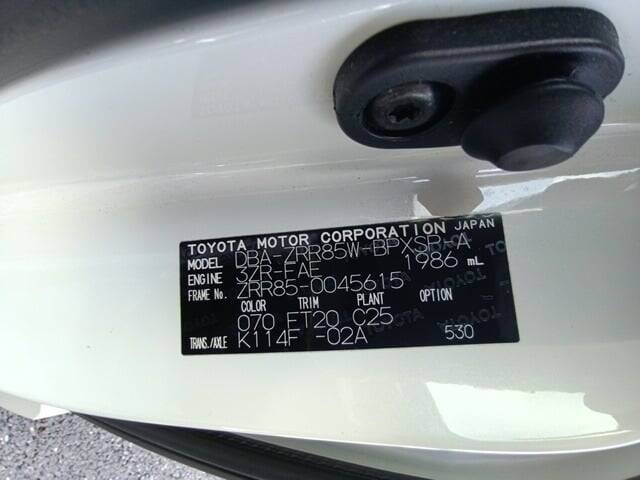 TOYOTA MOTOR CORPORATION JAPAN
MODEL DBA-ZRR85W-BPXSP-A
ENGINE 3ZR-FAE 1986 mL
FRAME No. ZRR85-0045615
COLOR TRIM PLANT OPTION
070 FT20 C25
TRANS./AXLE K114F -02A 530